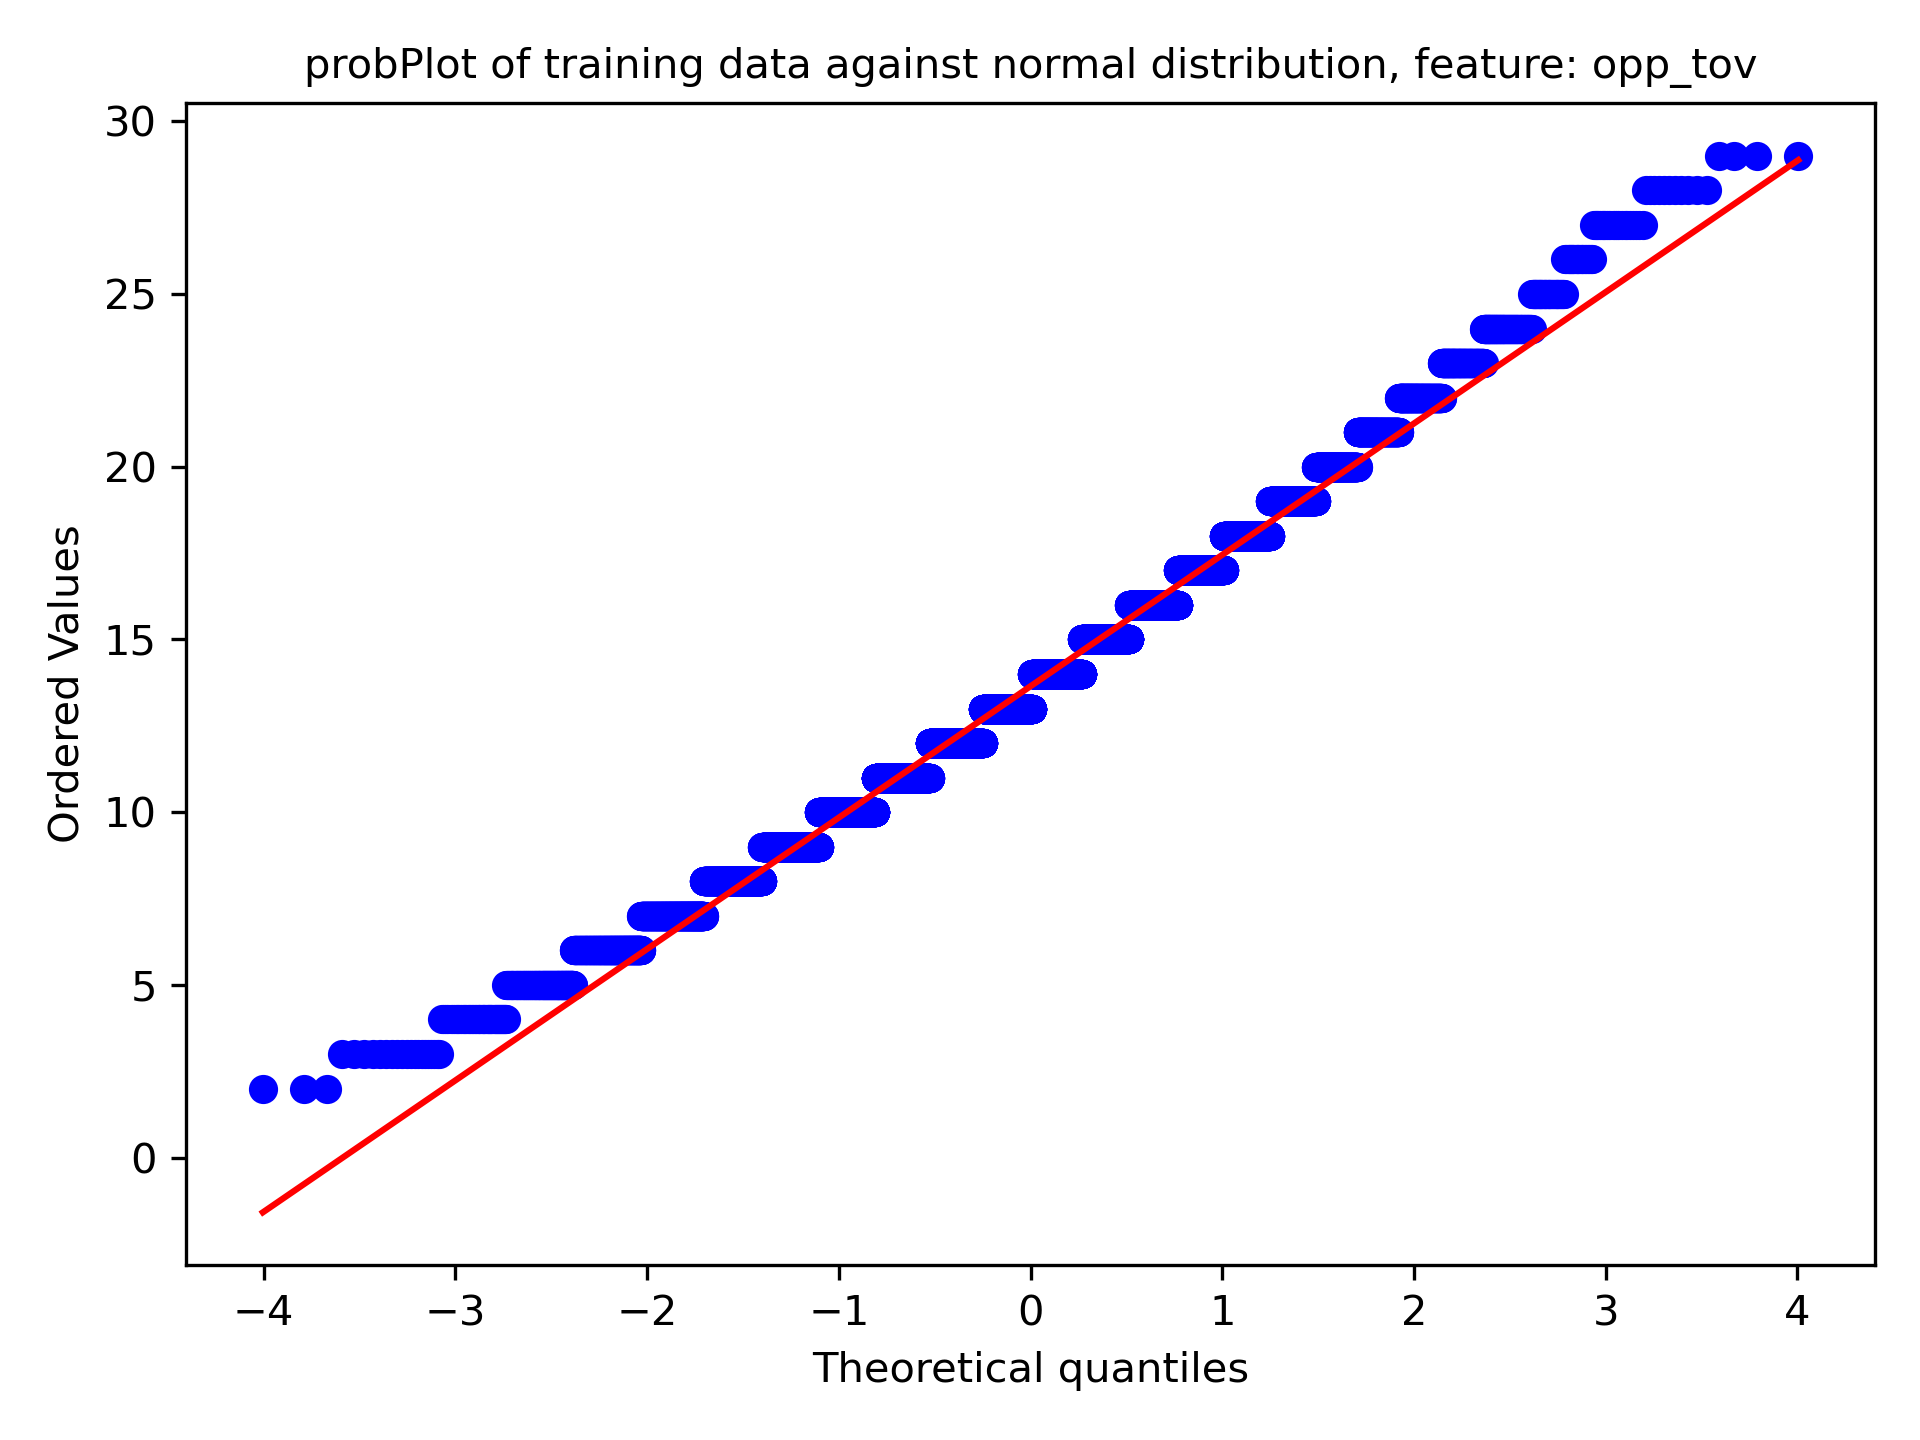 probPlot of training data against normal distribution, feature: opp_tov
30
25
20
15
10
5
0
Ordered Values
−4 −3 −2 −1 0 1 2 3 4
Theoretical quantiles